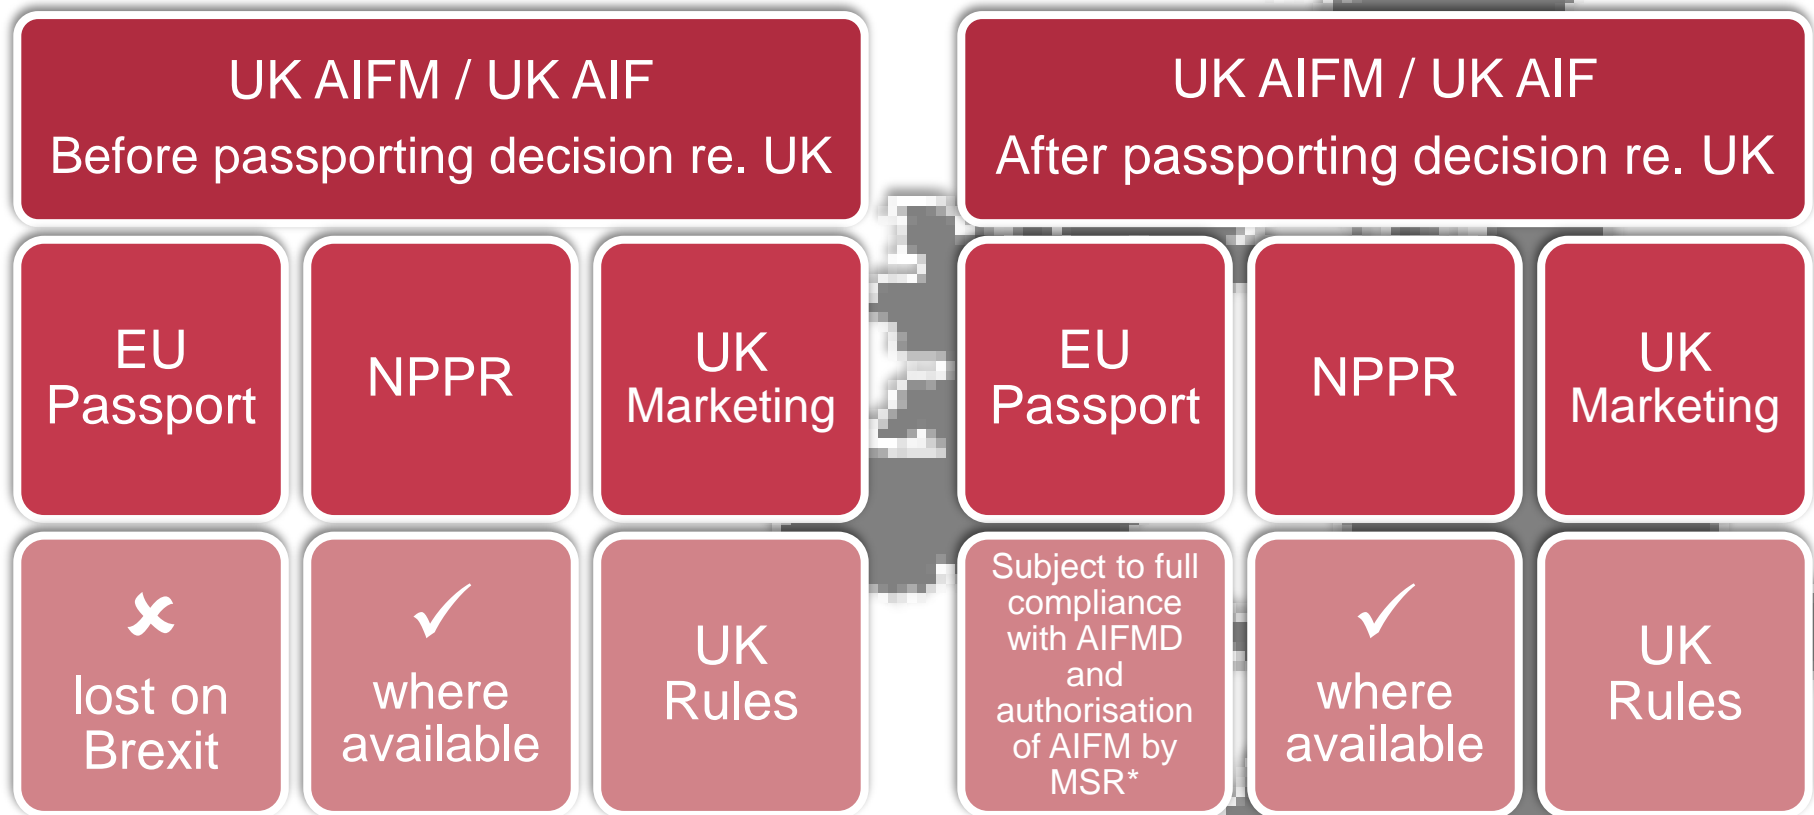 UK AIFM / UK AIF
Before passporting decision re. UK
EU
Passport
NPPR
UK
Marketing
✘
lost on
Brexit
✓
where
available
UK
Rules
UK AIFM / UK AIF
After passporting decision re. UK
EU
Passport
NPPR
UK
Marketing
Subject to full
compliance
with AIFMD
and
authorisation
of AIFM by
MSR*
✓
where
available
UK
Rules